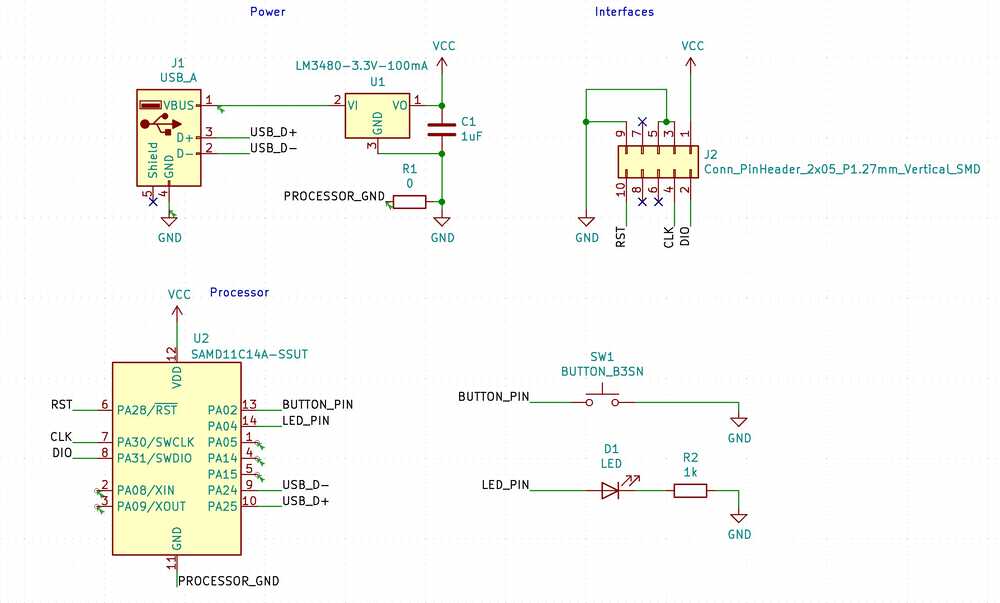 Power
J1
USB_A
VBUS
1
D+
3
USB_D+
D-
2
USB_D-
Shield
GND
5
4
GND
LM3480-3.3V-100mA
U1
2
VI
VO
1
GND
3
VCC
C1
1uF
R1
0
PROCESSOR_GND
GND
Interfaces
VCC
9
7
5
3
1
J2
Conn_PinHeader_2x05_P1.27mm_Vertical_SMD
10
8
6
4
2
GND
RST
CLK
DIO
Processor
VCC
U2
SAMD11C14A-SSUT
12
VDD
RST
6
PA28/RST
CLK
7
PA30/SWCLK
DIO
8
PA31/SWDIO
2
PA08/XIN
3
PA09/XOUT
PA02
13
BUTTON_PIN
PA04
14
LED_PIN
PA05
1
PA14
4
PA15
5
PA24
9
USB_D-
PA25
10
USB_D+
GND
11
PROCESSOR_GND
SW1
BUTTON_B3SN
BUTTON_PIN
GND
D1
LED
LED_PIN
R2
1k
GND